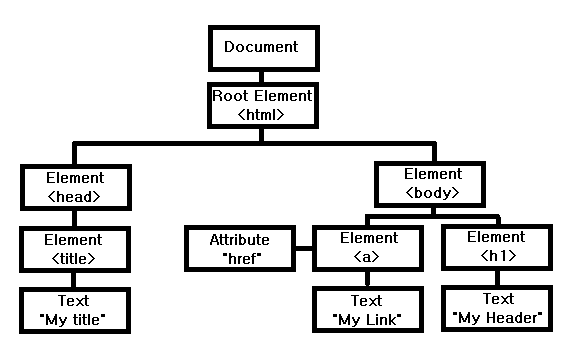 Document
Root Element
<html>
Element
<head>
Element
<body>
Element
<title>
Attribute
"href"
Element
<a>
Element
<h1>
Text
"My title"
Text
"My Link"
Text
"My Header"